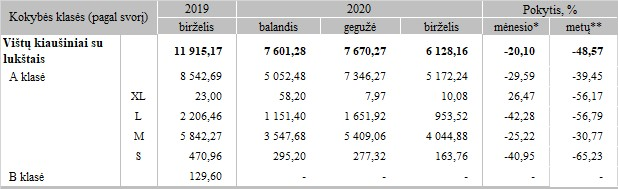 Kokybės klasės (pagal svorį) 2019 2020 Pokytis, %
birželis balandis gegužė birželis mėnesio* metų**
Vištų kiaušiniai su lukštais 11 915,17 7 601,28 7 670,27 6 128,16 -20,10 -48,57
A klasė 8 542,69 5 052,48 7 346,27 5 172,24 -29,59 -39,45
XL 23,00 58,20 7,97 10,08 26,47 -56,17
L 2 206,46 1 151,40 1 651,92 953,52 -42,28 -56,79
M 5 842,27 3 547,68 5 409,06 4 044,88 -25,22 -30,77
S 470,96 295,20 277,32 163,76 -40,95 -65,23
B klasė 129,60 - - - - -